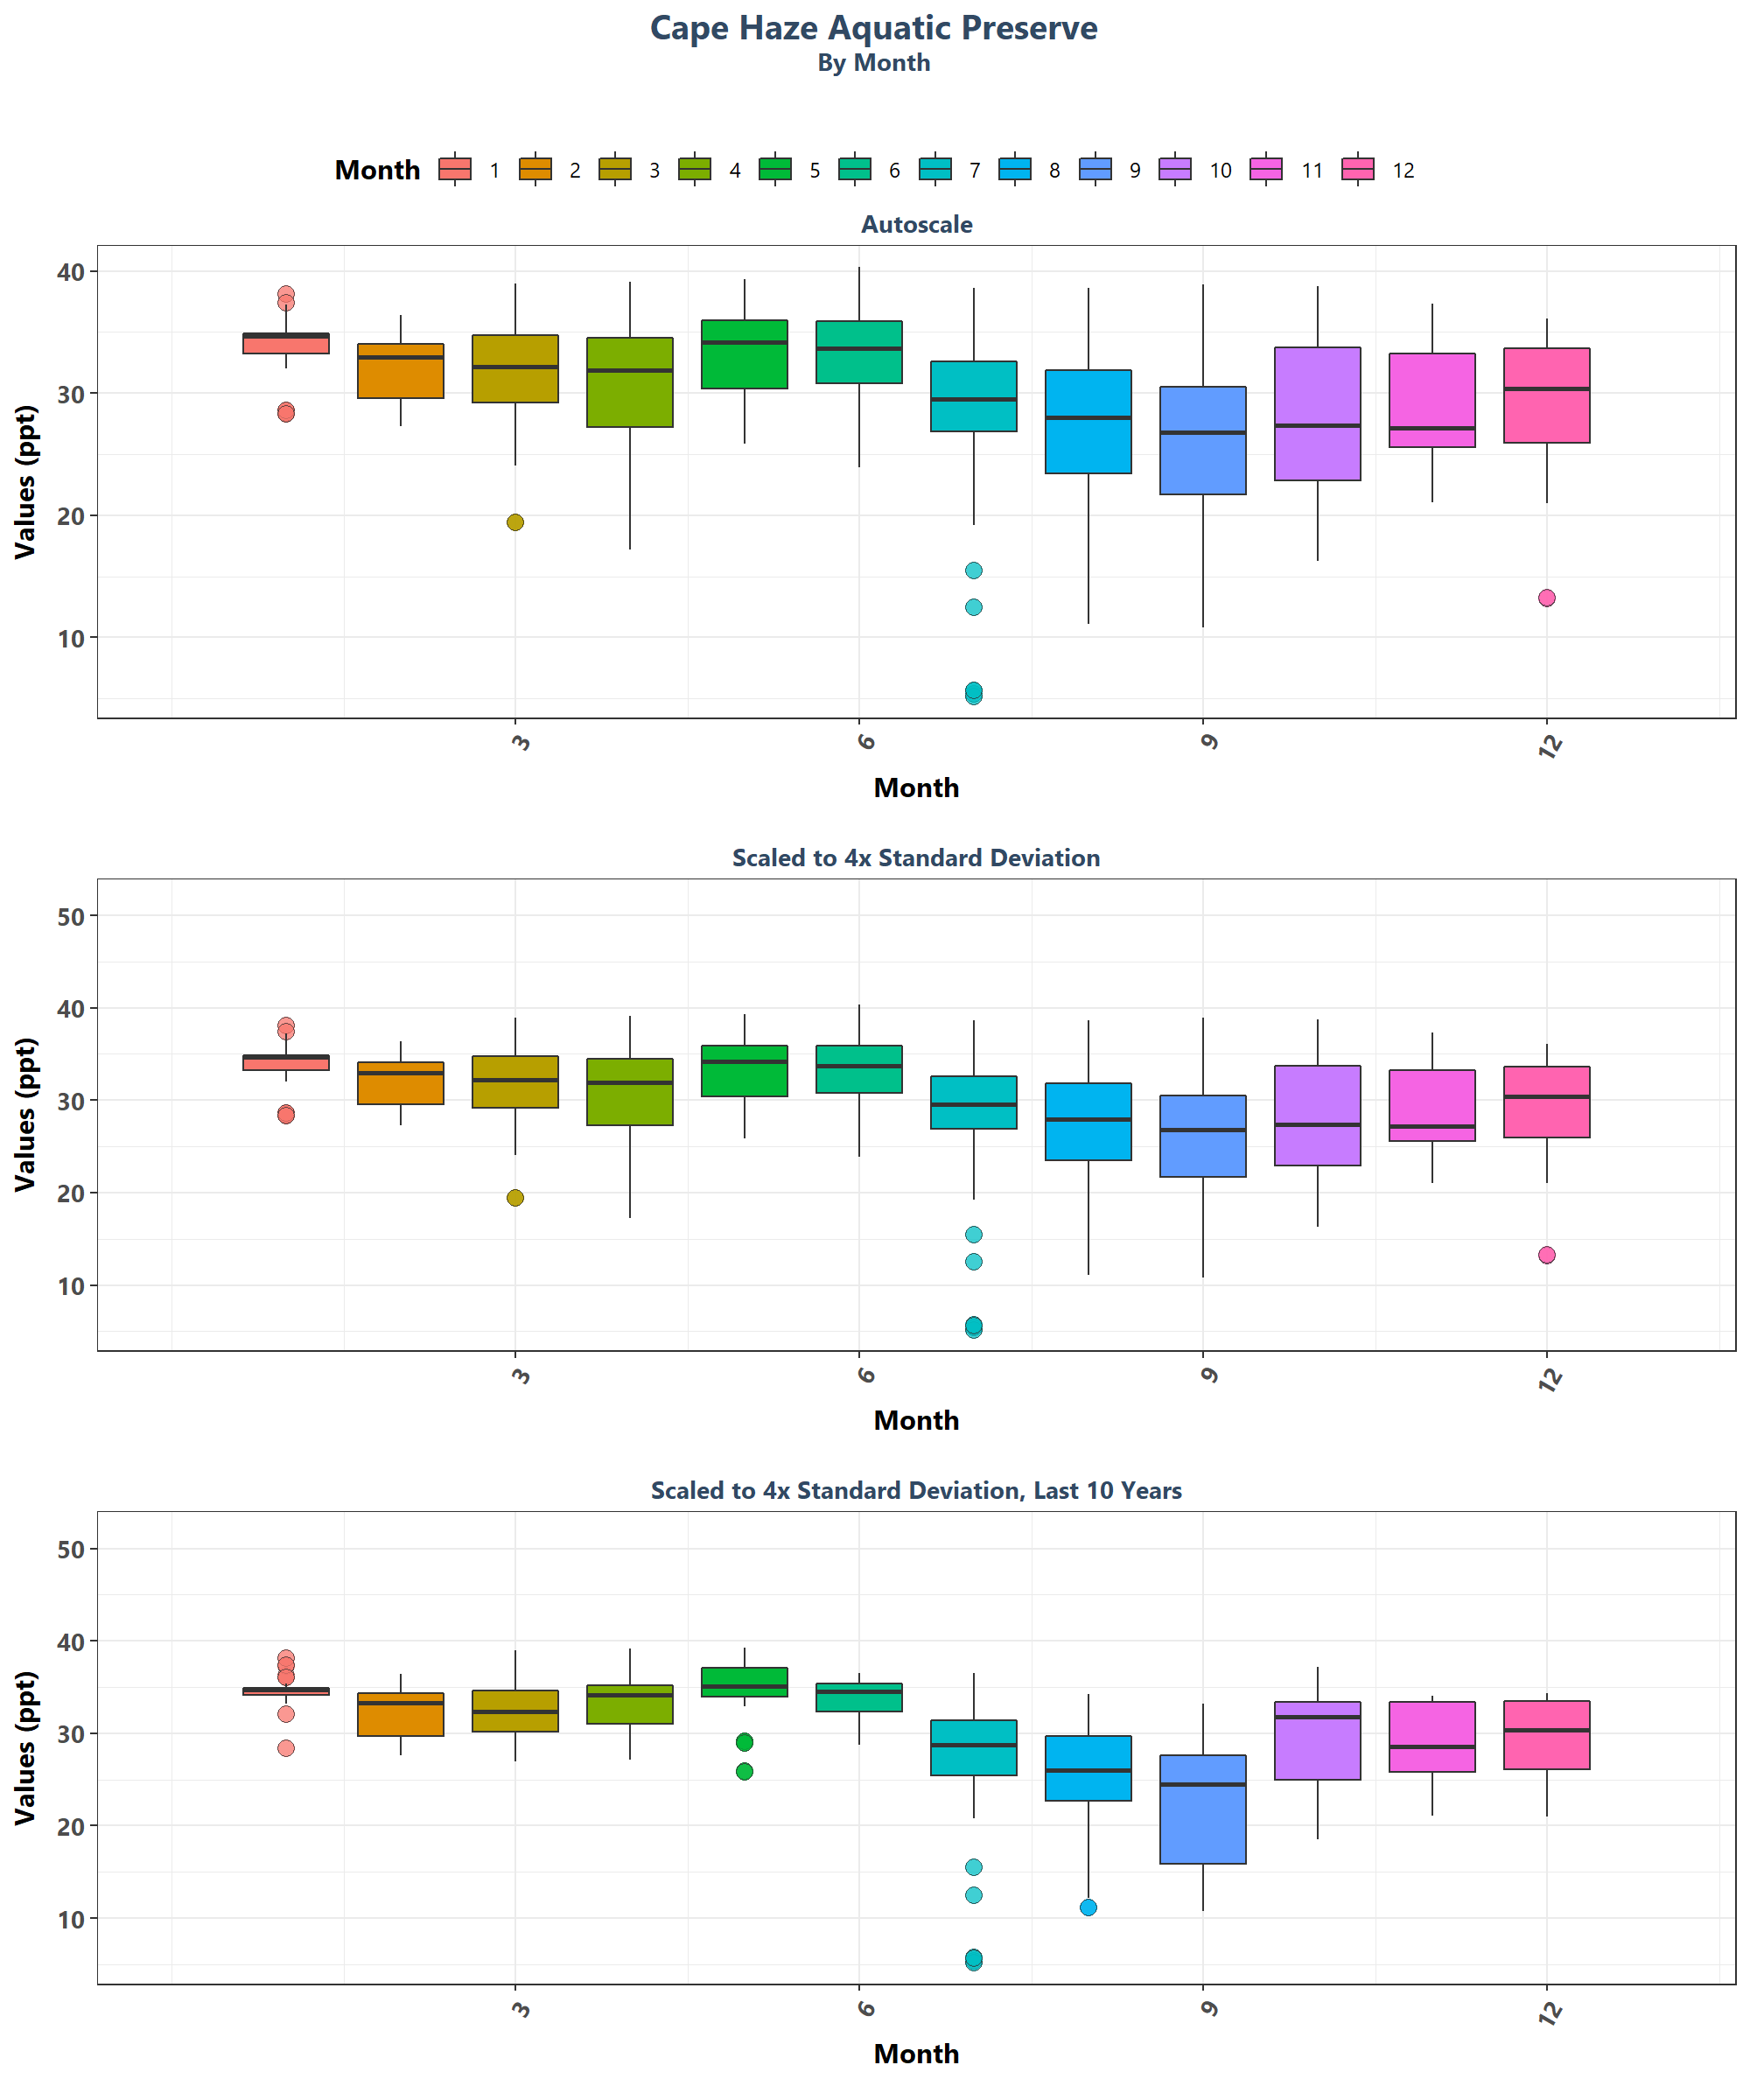 Cape Haze Aquatic Preserve
By Month
Month 1 2 3 4 5 6 7 8 9 10 11 12
Autoscale
40
30
20
10
Values (ppt)
3 6 9 12
Month
Scaled to 4x Standard Deviation
50
40
30
20
10
Values (ppt)
3 6 9 12
Month
Scaled to 4x Standard Deviation, Last 10 Years
50
40
30
20
10
Values (ppt)
3 6 9 12
Month